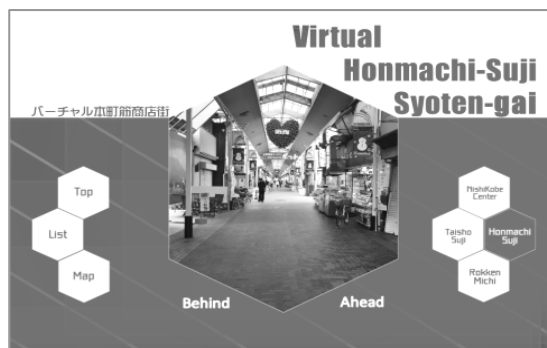 Virtual
Honmachi-Suji
Syoten-gai
バーチャル本町筋商店街
Top
List
Map
Behind
Ahead
NishiKobe
Center
Taisho
Suji
Honmachi
Suji
Rokken
Michi